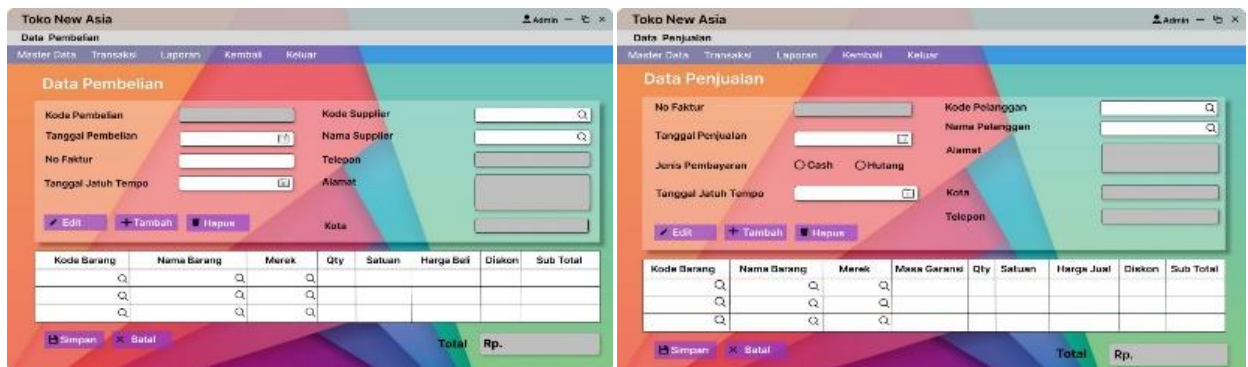 Toko New Asia Admin
Data Pembelian
Master Data Transaksi Laporan Kembali Keluar
Data Pembelian
Kode Pembelian Kode Supplier
Tanggal Pembelian Nama Supplier
No Faktur Telepon
Tanggal Jatuh Tempo Alamat
Edit Tambah Hapus Kota
Kode Barang Nama Barang Merek Qty Satuan Harga Beli Diskon Sub Total
Simpan Batal
Total Rp.
Toko New Asia Admin
Data Penjualan
Master Data Transaksi Laporan Kembali Keluar
Data Penjualan
No Faktur Kode Pelanggan
Tanggal Penjualan Nama Pelanggan
Alamat
Jenis Pembayaran Cash Hutang
Tanggal Jatuh Tempo Kota
Telepon
Edit Tambah Hapus
Kode Barang Nama Barang Merek Masa Garansi Qty Satuan Harga Jual Diskon Sub Total
Simpan Batal
Total Rp.